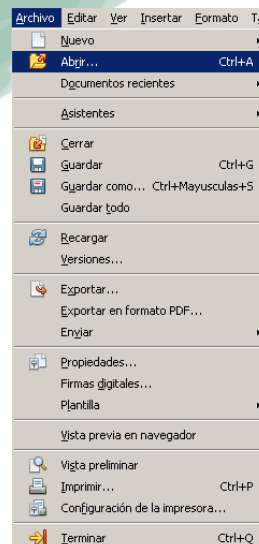 Archivo Editar Ver Insertar Formato
Nuevo
Abrir... Ctrl+A
Documentos recientes
Asistentes
Cerrar
Guardar Ctrl+G
Guardar como... Ctrl+Mayusculas+S
Guardar todo
Recargar
Versiones...
Exportar...
Exportar en formato PDF...
Enviar
Propiedades...
Firmas digitales...
Plantilla
Vista previa en navegador
Vista preliminar
Imprimir... Ctrl+P
Configuración de la impresora...
Terminar Ctrl+Q